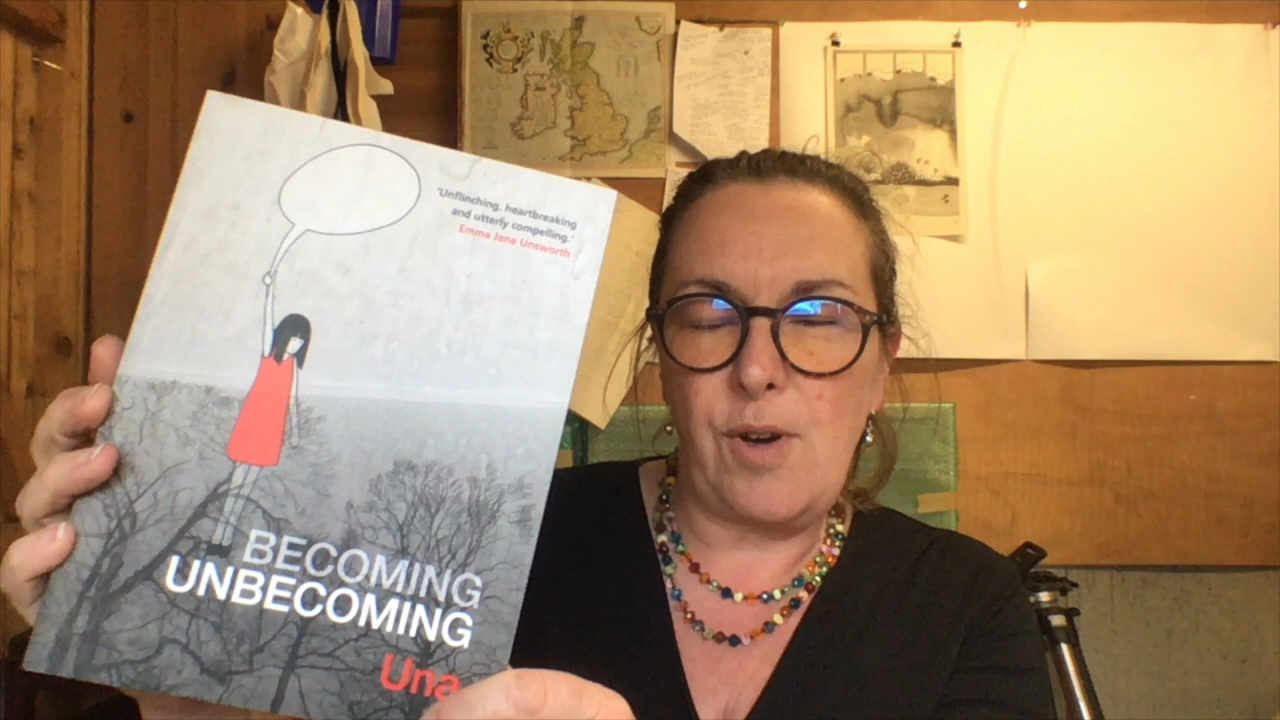 'Unflinching, heartbreaking
and utterly compelling.'
Emma Jane Unsworth
BECOMING
UNBECOMING
Una